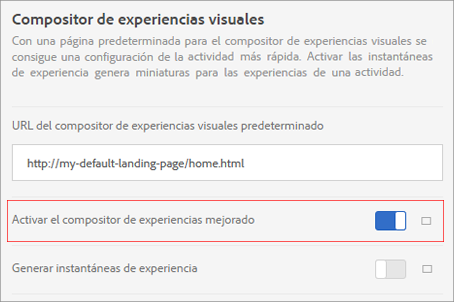 Compositor de experiencias visuales
Con una página predeterminada para el compositor de experiencias visuales se
consigue una configuración de la actividad más rápida. Activar las instantáneas
de experiencia genera miniaturas para las experiencias de una actividad.
URL del compositor de experiencias visuales predeterminado
http://my-default-landing-page/home.html
Activar el compositor de experiencias mejorado
Generar instantáneas de experiencia